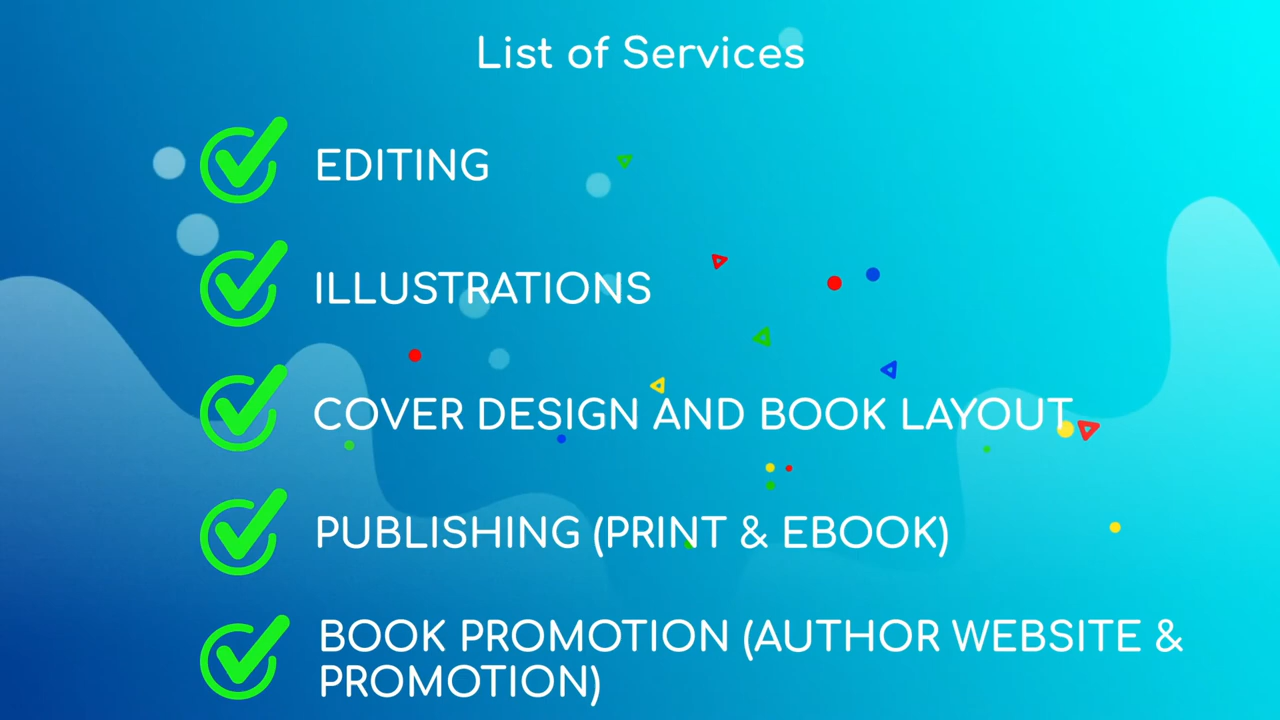 List of Services
EDITING
ILLUSTRATIONS
COVER DESIGN AND BOOK LAYOUT
PUBLISHING (PRINT & EBOOK)
BOOK PROMOTION (AUTHOR WEBSITE &
PROMOTION)